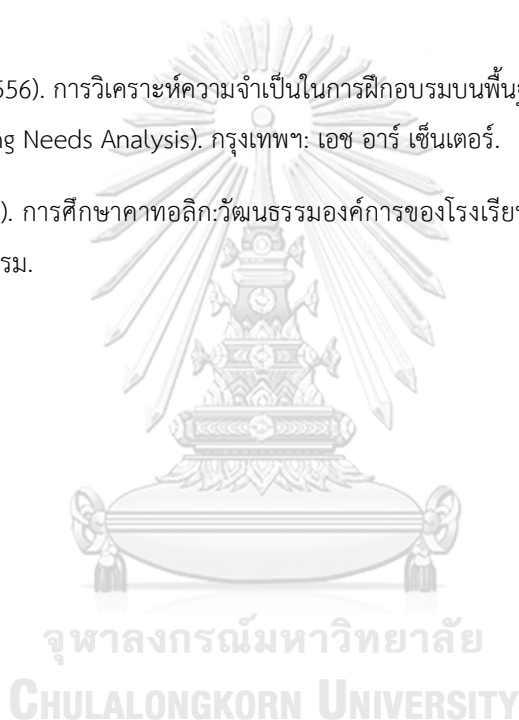 556). การวิเคราะห์ความจำเป็นในการฝึกอบรมบนพื้น
ng Needs Analysis). กรุงเทพฯ: เอช อาร์ เซ็นเตอร์.
). การศึกษาคาทอลิก:วัฒนธรรมองค์การของโรงเรีย
รม.
จุฬาลงกรณ์มหาวิทยาลัย
CHULALONGKORN UNIVERSITY